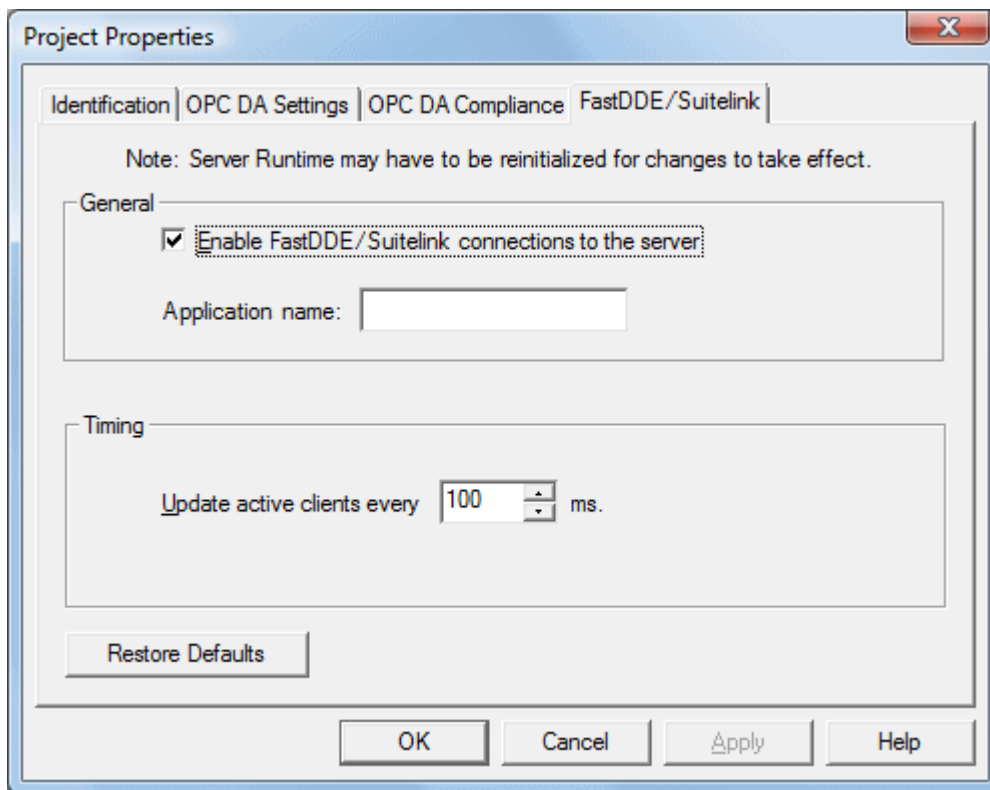 Project Properties
Identification OPC DA Settings OPC DA Compliance FastDDE/Suitelink
Note: Server Runtime may have to be reinitialized for changes to take effect.
General
Enable FastDDE/Suitelink connections to the server
Application name:
Timing
Update active clients every 100 ms.
Restore Defaults
OK Cancel Apply Help